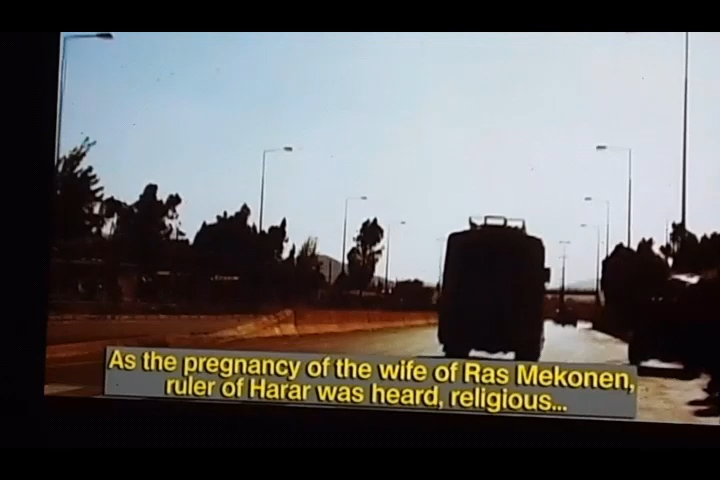 As the pregnancy of the wife of Ras Mekonen,
ruler of Harar was heard, religious...